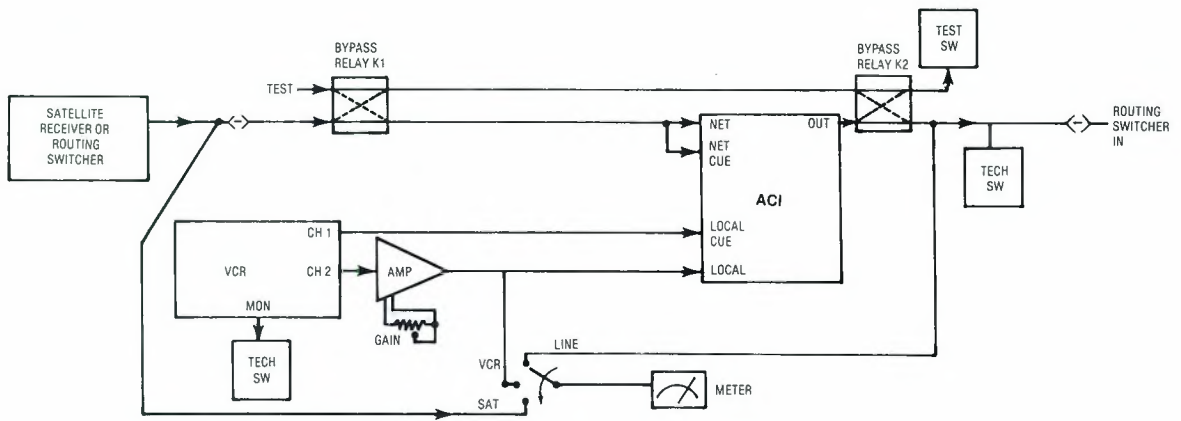 TEST
SW
BYPASS
RELAY K1
BYPASS
RELAY K2
TEST
SATELLITE
RECEIVER OR
ROUTING
SWITCHER
NET
OUT
NET
CUE
ROUTING
SWITCHER
IN
TECH
SW
ACI
CH 1
LOCAL
CUE
VCR
CH 2
AMP
LOCAL
MON
GAIN
TECH
SW
LINE
VCR
METER
SAT